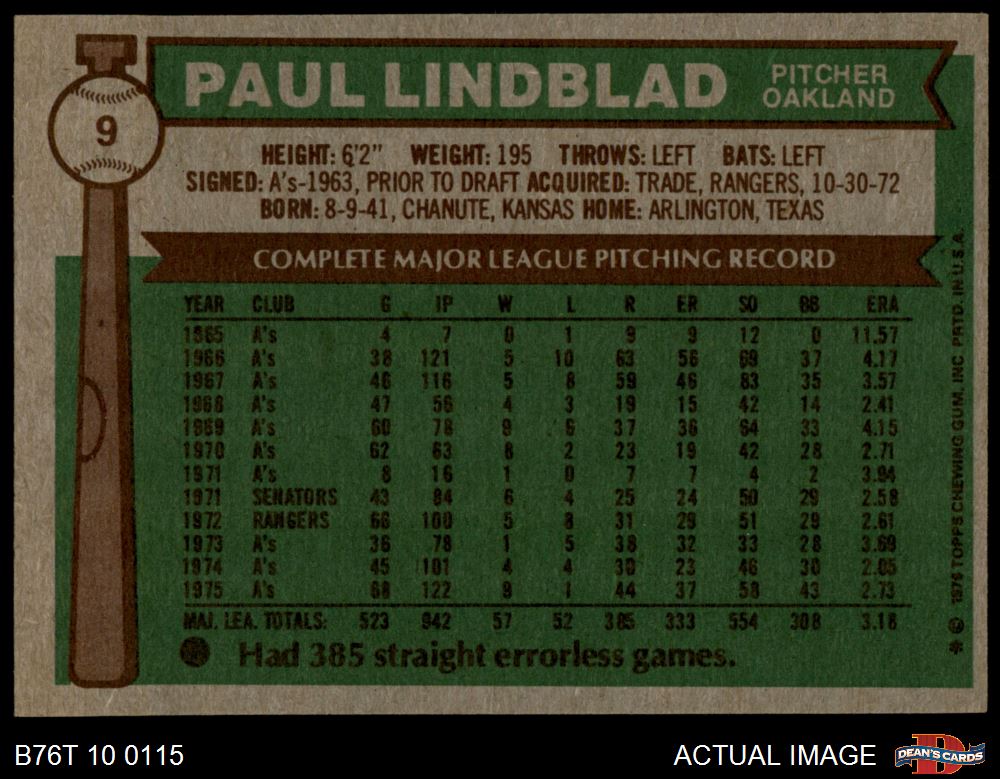 9
PAUL LINDBLAD
PITCHER
OAKLAND
HEIGHT: 6'2" WEIGHT: 195 THROWS: LEFT BATS: LEFT
SIGNED: A's-1963, PRIOR TO DRAFT ACQUIRED: TRADE, RANGERS, 10-30-72
BORN: 8-9-41, CHANUTE, KANSAS HOME: ARLINGTON, TEXAS
COMPLETE MAJOR LEAGUE PITCHING RECORD
YEAR CLUB G IP W L R ER SO BB ERA
1965 A's 4 7 0 1 9 9 12 0 11.57
1966 A's 38 121 5 10 63 56 69 37 4.17
1967 A's 46 116 5 8 59 46 83 35 3.57
1968 A's 47 56 4 3 19 15 42 14 2.41
1969 A's 60 78 9 6 37 36 64 33 4.15
1970 A's 62 63 8 2 23 19 42 28 2.71
1971 A's 8 16 1 0 7 7 4 2 3.94
1971 SENATORS 43 84 6 4 25 24 50 29 2.58
1972 RANGERS 66 100 5 8 31 29 51 29 2.61
1973 A's 36 78 1 5 38 32 33 28 3.69
1974 A's 45 101 4 4 30 23 46 30 2.05
1975 A's 68 122 9 1 44 37 58 43 2.73
MAJ. LEA. TOTALS: 523 942 57 52 385 333 554 308 3.18
Had 385 straight errorless games.
* © 1976 TOPPS CHEWING GUM, INC. PRTD. IN U.S.A.
B76T 10 0115
ACTUAL IMAGE
DEAN'S CARDS